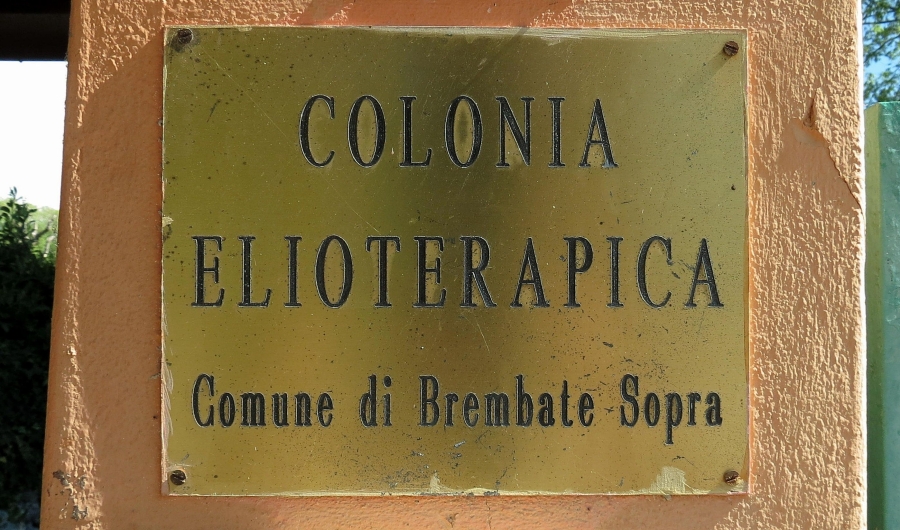 COLONIA
ELIOTERAPICA
Comune di Brembate Sopra